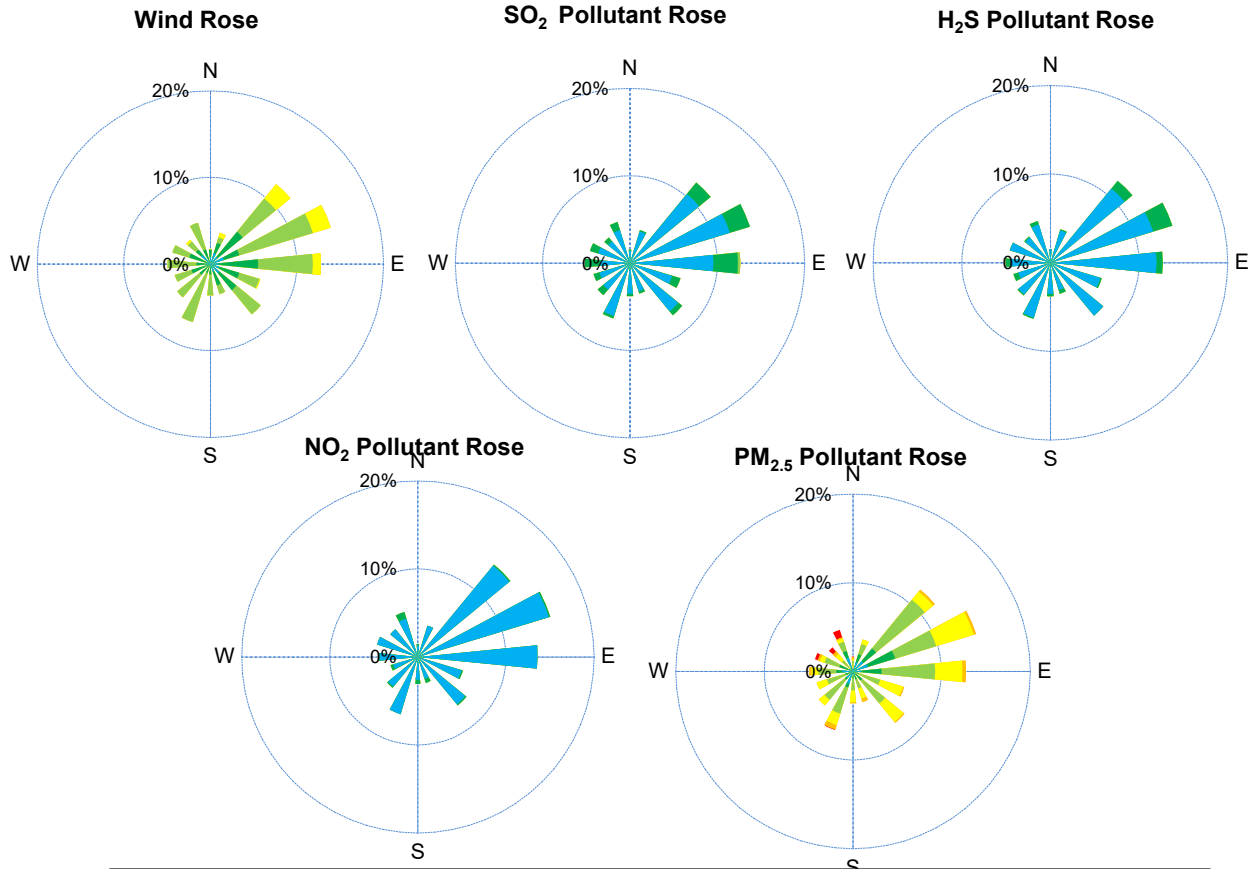 Wind Rose
N
20%
10%
0%
W
E
S
SO₂ Pollutant Rose
N
20%
10%
0%
W
E
S
H₂S Pollutant Rose
N
20%
10%
0%
W
E
S
NO₂ Pollutant Rose
N
20%
10%
0%
W
E
S
PM₂.₅ Pollutant Rose
N
20%
10%
0%
W
E
S